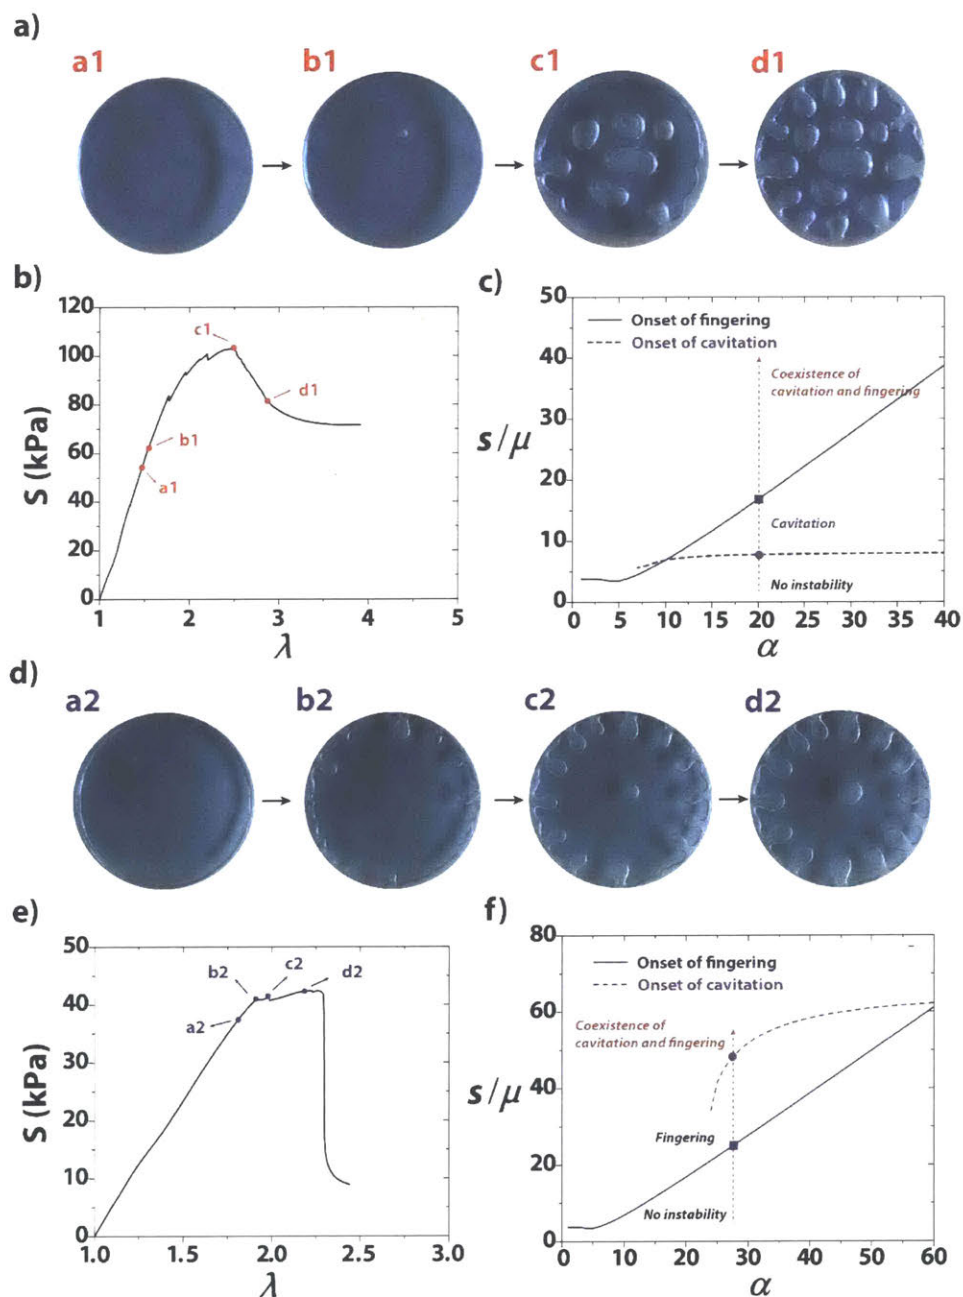 a)
a1 b1 c1 d1
b)
120
100
80
60
40
20
0
S (kPa)
c1
d1
b1
a1
1 2 3 4 5
λ
c)
50
40
30
20
10
0
s/μ
Onset of fingering
Onset of cavitation
Coexistence of
cavitation and fingering
Cavitation
No instability
0 5 10 15 20 25 30 35 40
α
d)
a2 b2 c2 d2
e)
50
40
30
20
10
0
S (kPa)
b2 c2 d2
a2
1.0 1.5 2.0 2.5 3.0
λ
f)
80
60
40
20
0
s/μ
Onset of fingering
Onset of cavitation
Coexistence of
cavitation and fingering
Fingering
No instability
0 10 20 30 40 50 60
α